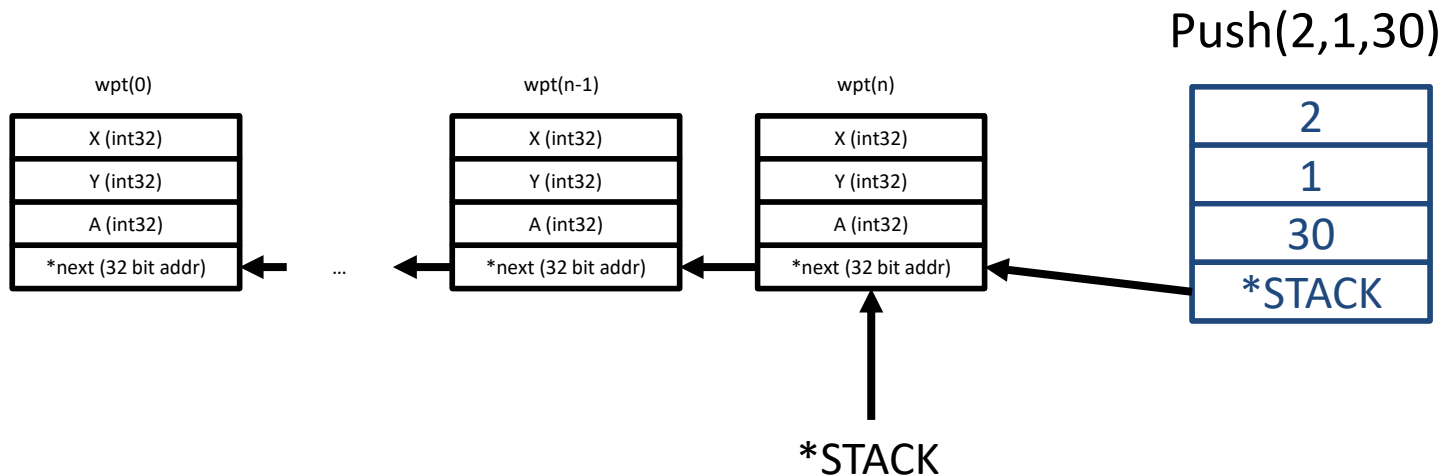 Push(2,1,30)
wpt(0)
X (int32)
Y (int32)
A (int32)
*next (32 bit addr)
...
wpt(n-1)
X (int32)
Y (int32)
A (int32)
*next (32 bit addr)
wpt(n)
X (int32)
Y (int32)
A (int32)
*next (32 bit addr)
2
1
30
*STACK
*STACK